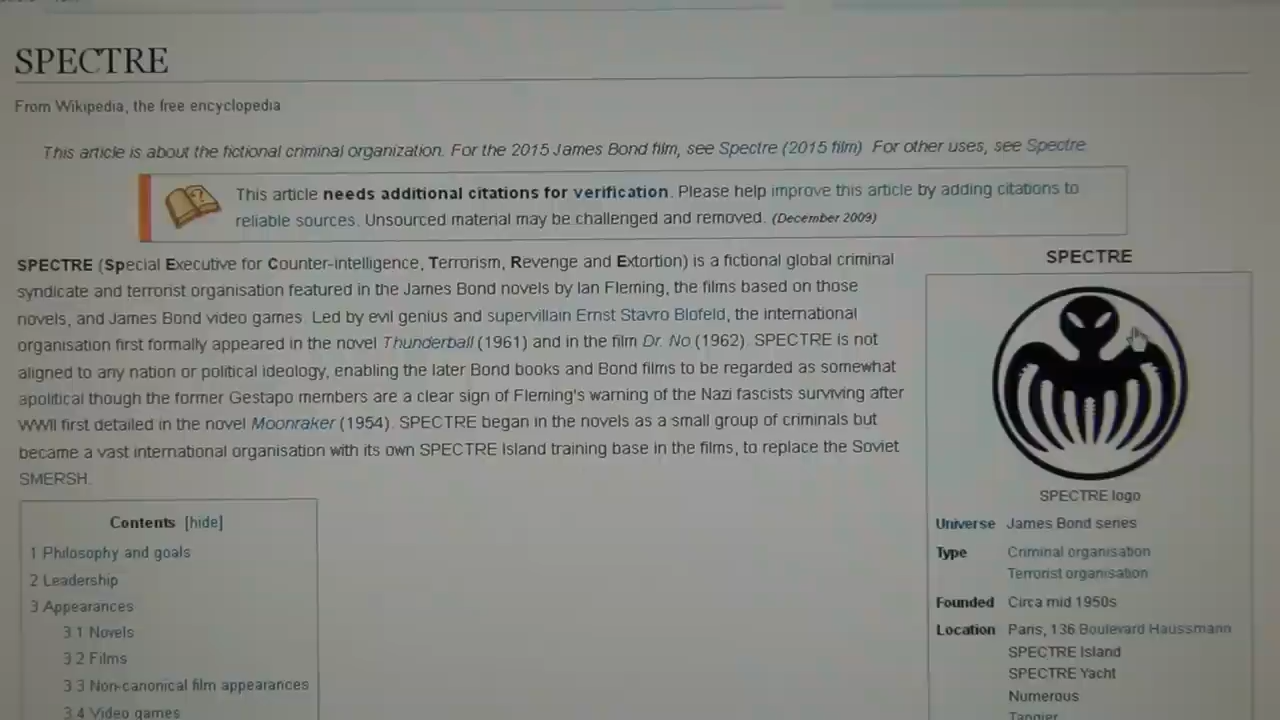 SPECTRE
From Wikipedia, the free encyclopedia
This article is about the fictional criminal organization. For the 2015 James Bond film, see Spectre (2015 film) For other uses, see Spectre
This article needs additional citations for verification. Please help improve this article by adding citations to
reliable sources. Unsourced material may be challenged and removed. (December 2009)
SPECTRE (Special Executive for Counter-intelligence, Terrorism, Revenge and Extortion) is a fictional global criminal
syndicate and terrorist organisation featured in the James Bond novels by Ian Fleming, the films based on those
novels, and James Bond video games. Led by evil genius and supervillain Ernst Stavro Blofeld, the international
organisation first formally appeared in the novel Thunderball (1961) and in the film Dr. No (1962). SPECTRE is not
aligned to any nation or political ideology, enabling the later Bond books and Bond films to be regarded as somewhat
apolitical though the former Gestapo members are a clear sign of Fleming's warning of the Nazi fascists surviving after
WWII first detailed in the novel Moonraker (1954). SPECTRE began in the novels as a small group of criminals but
became a vast international organisation with its own SPECTRE Island training base in the films, to replace the Soviet
SMERSH.
Contents [hide]
1 Philosophy and goals
2 Leadership
3 Appearances
3.1 Novels
3.2 Films
3.3 Non-canonical film appearances
3.4 Video games
SPECTRE
SPECTRE logo
Universe James Bond series
Type Criminal organisation
Terrorist organisation
Founded Circa mid 1950s
Location Paris, 136 Boulevard Haussmann
SPECTRE Island
SPECTRE Yacht
Numerous
Tangier